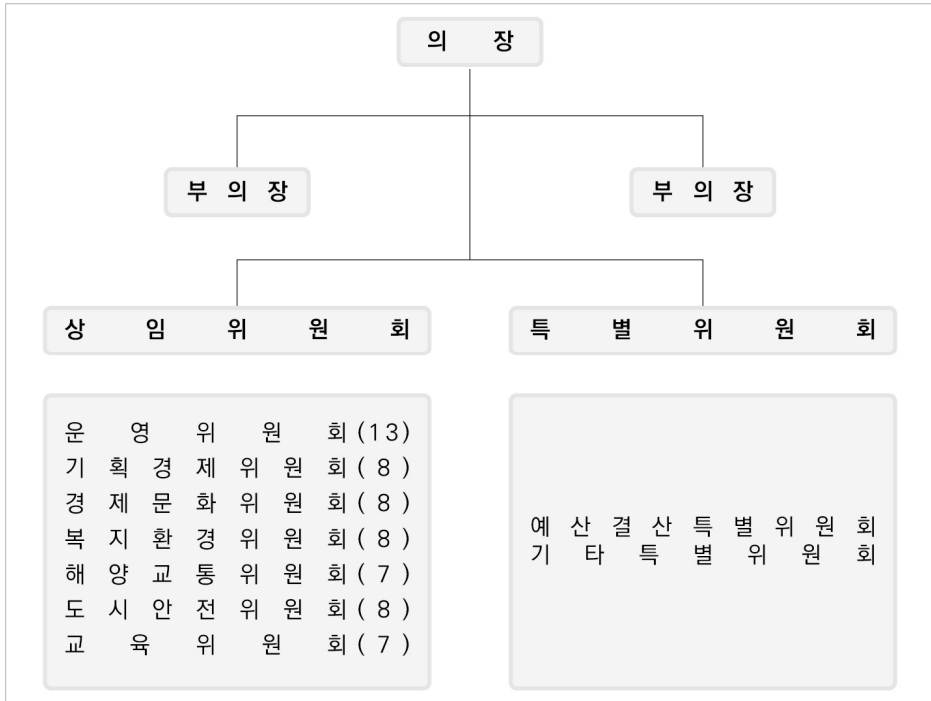 의 장
부 의 장
부 의 장
상 임 위 원 회
특 별 위 원 회
운 영 위 원 회 (13)
기 획 경 제 위 원 회 ( 8 )
경 제 문 화 위 원 회 ( 8 )
복 지 환 경 위 원 회 ( 8 )
해 양 교 통 위 원 회 ( 7 )
도 시 안 전 위 원 회 ( 8 )
교 육 위 원 회 ( 7 )
예 산 결 산 특 별 위 원 회
기 타 특 별 위 원 회